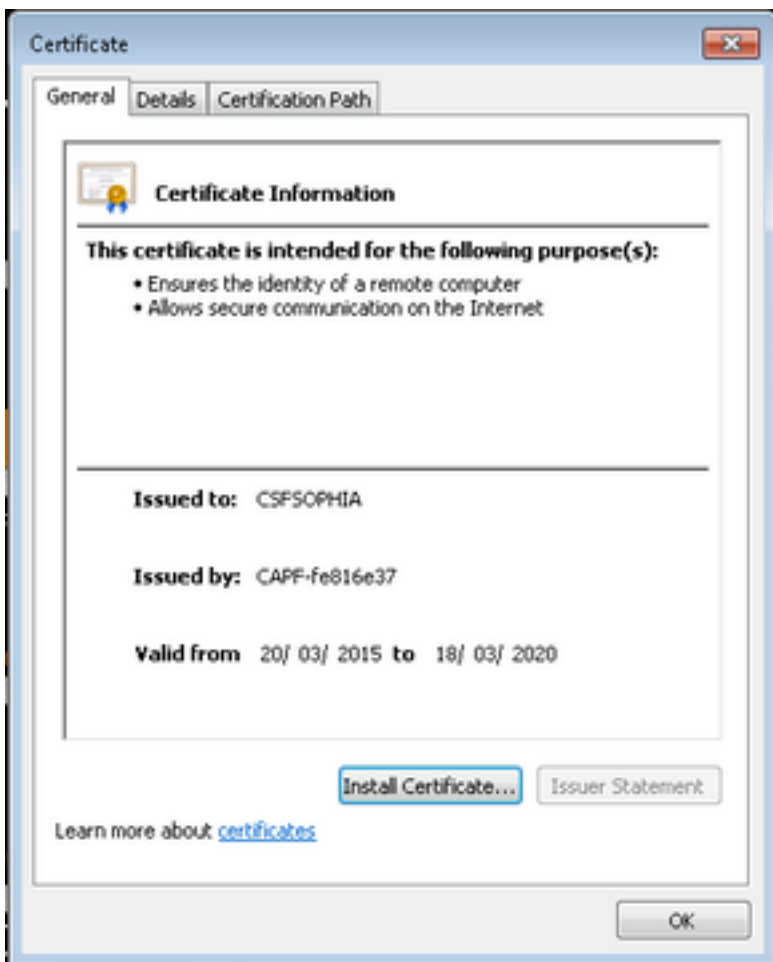 Certificate
General Details Certification Path
Certificate Information
This certificate is intended for the following purpose(s):
• Ensures the identity of a remote computer
• Allows secure communication on the Internet
Issued to: CSFSOPHIA
Issued by: CAPF-fe816e37
Valid from 20/ 03/ 2015 to 18/ 03/ 2020
Install Certificate... Issuer Statement
Learn more about certificates
OK